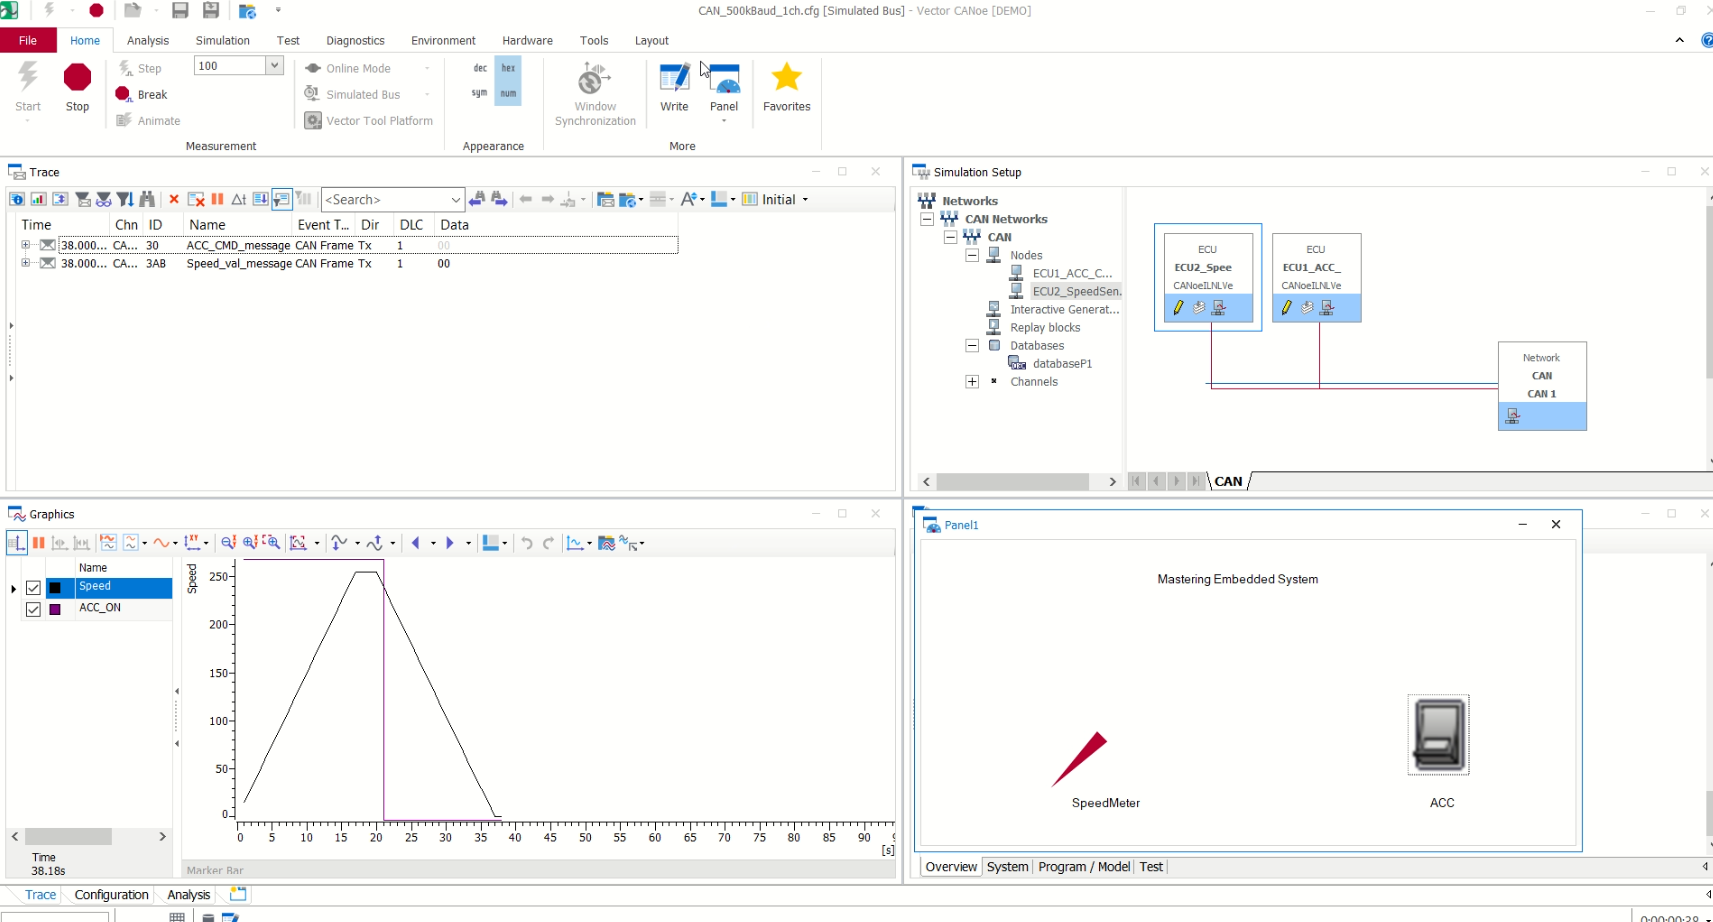 CAN_500kBaud_1ch.cfg [Simulated Bus] - Vector CANoe [DEMO]
File Home Analysis Simulation Test Diagnostics Environment Hardware Tools Layout
Start
Stop
Step
Break
Animate
100
Measurement
Online Mode
Simulated Bus
Vector Tool Platform
dec hex
sym num
Appearance
Window
Synchronization
Write
Panel
More
Favorites
Trace
<Search>
Initial
Time Chn ID Name Event T... Dir DLC Data
38.000... CA... 30 ACC_CMD_message CAN Frame Tx 1 00
38.000... CA... 3AB Speed_val_message CAN Frame Tx 1 00
Simulation Setup
Networks
CAN Networks
CAN
Nodes
ECU1_ACC_C...
ECU2_SpeedSen.
Interactive Generat...
Replay blocks
Databases
databaseP1
Channels
ECU
ECU2_Spee
CANoeILNLVe
ECU
ECU1_ACC_
CANoeILNLVe
Network
CAN
CAN 1
CAN
Graphics
Name
Speed
ACC_ON
Time
38.18s
Speed
250
200
150
100
50
0
0 5 10 15 20 25 30 35 40 45 50 55 60 65 70 75 80 85 90
[s]
Marker Bar
Panel1
Mastering Embedded System
SpeedMeter
ACC
Overview System Program / Model Test
Trace Configuration Analysis
0:00:00:38